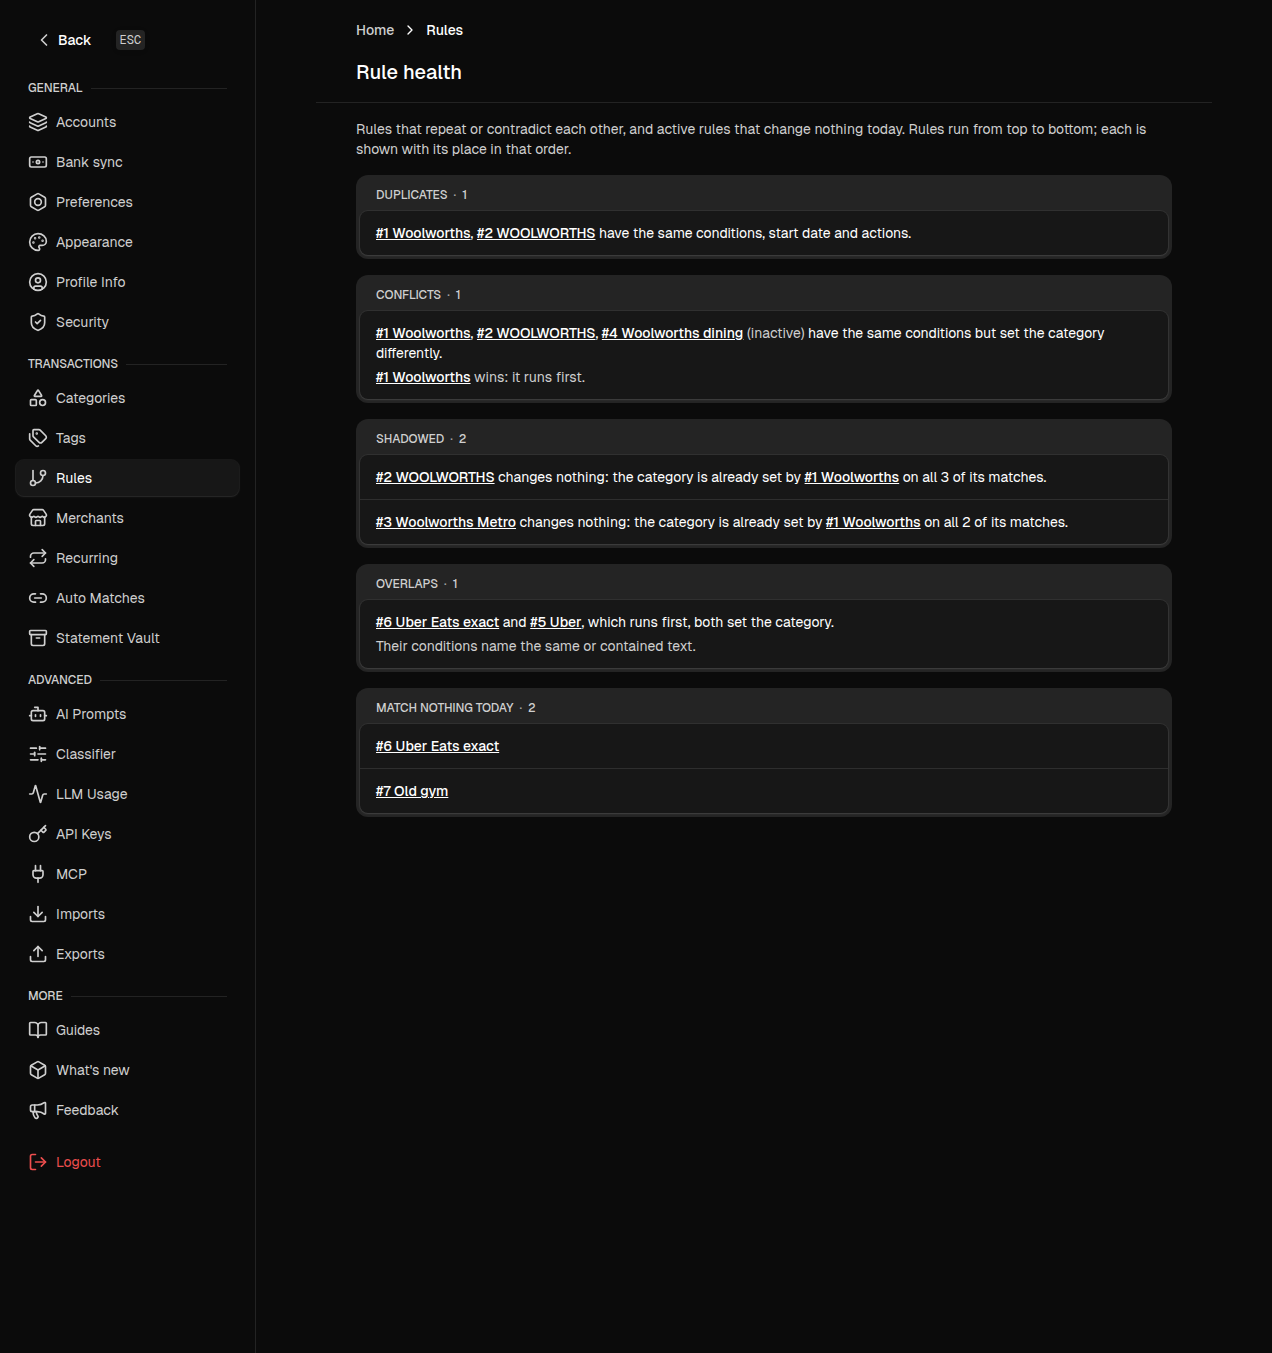 Back ESC
GENERAL
Accounts
Bank sync
Preferences
Appearance
Profile Info
Security
TRANSACTIONS
Categories
Tags
Rules
Merchants
Recurring
Auto Matches
Statement Vault
ADVANCED
AI Prompts
Classifier
LLM Usage
API Keys
MCP
Imports
Exports
MORE
Guides
What's new
Feedback
Logout
Home > Rules
Rule health
Rules that repeat or contradict each other, and active rules that change nothing today. Rules run from top to bottom; each is
shown with its place in that order.
DUPLICATES · 1
#1 Woolworths, #2 WOOLWORTHS have the same conditions, start date and actions.
CONFLICTS · 1
#1 Woolworths, #2 WOOLWORTHS, #4 Woolworths dining (inactive) have the same conditions but set the category
differently.
#1 Woolworths wins: it runs first.
SHADOWED · 2
#2 WOOLWORTHS changes nothing: the category is already set by #1 Woolworths on all 3 of its matches.
#3 Woolworths Metro changes nothing: the category is already set by #1 Woolworths on all 2 of its matches.
OVERLAPS · 1
#6 Uber Eats exact and #5 Uber, which runs first, both set the category.
Their conditions name the same or contained text.
MATCH NOTHING TODAY · 2
#6 Uber Eats exact
#7 Old gym